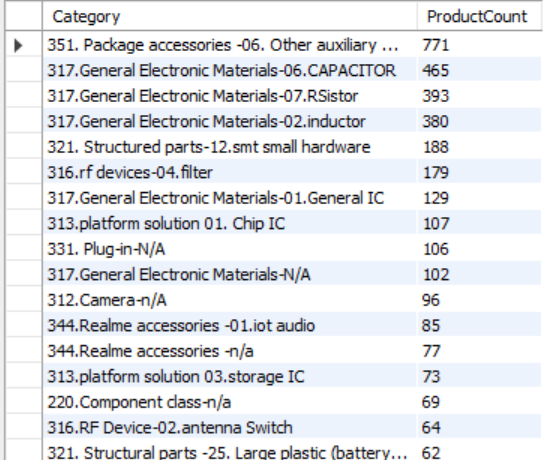 Category ProductCount
351. Package accessories -06. Other auxiliary ... 771
317.General Electronic Materials-06.CAPACITOR 465
317.General Electronic Materials-07.RSistor 393
317.General Electronic Materials-02.inductor 380
321. Structured parts-12.smt small hardware 188
316.rf devices-04.filter 179
317.General Electronic Materials-01.General IC 129
313.platform solution 01. Chip IC 107
331. Plug-in-N/A 106
317.General Electronic Materials-N/A 102
312.Camera-n/A 96
344.Realme accessories -01.iot audio 85
344.Realme accessories -n/a 77
313.platform solution 03.storage IC 73
220.Component class-n/a 69
316.RF Device-02.antenna Switch 64
321. Structural parts -25. Large plastic (battery... 62